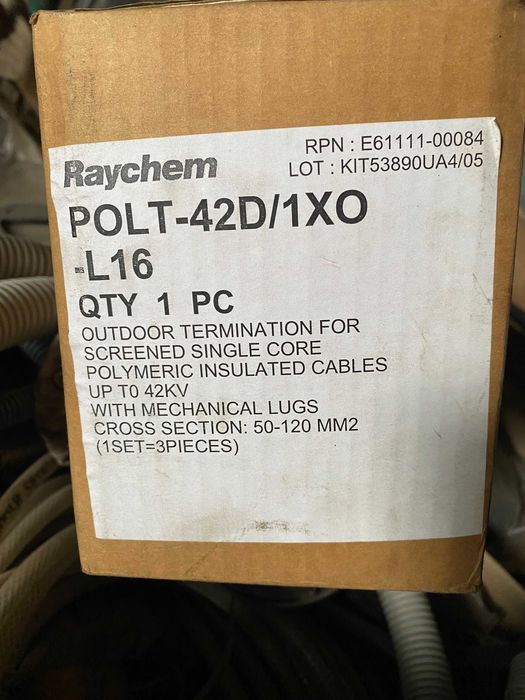 RPN : E61111-00084
LOT : KIT53890UA4/05
Raychem
POLT-42D/1XO
-L16
QTY 1 PC
OUTDOOR TERMINATION FOR
SCREENED SINGLE CORE
POLYMERIC INSULATED CABLES
UP T0 42KV
WITH MECHANICAL LUGS
CROSS SECTION: 50-120 MM2
(1SET=3PIECES)